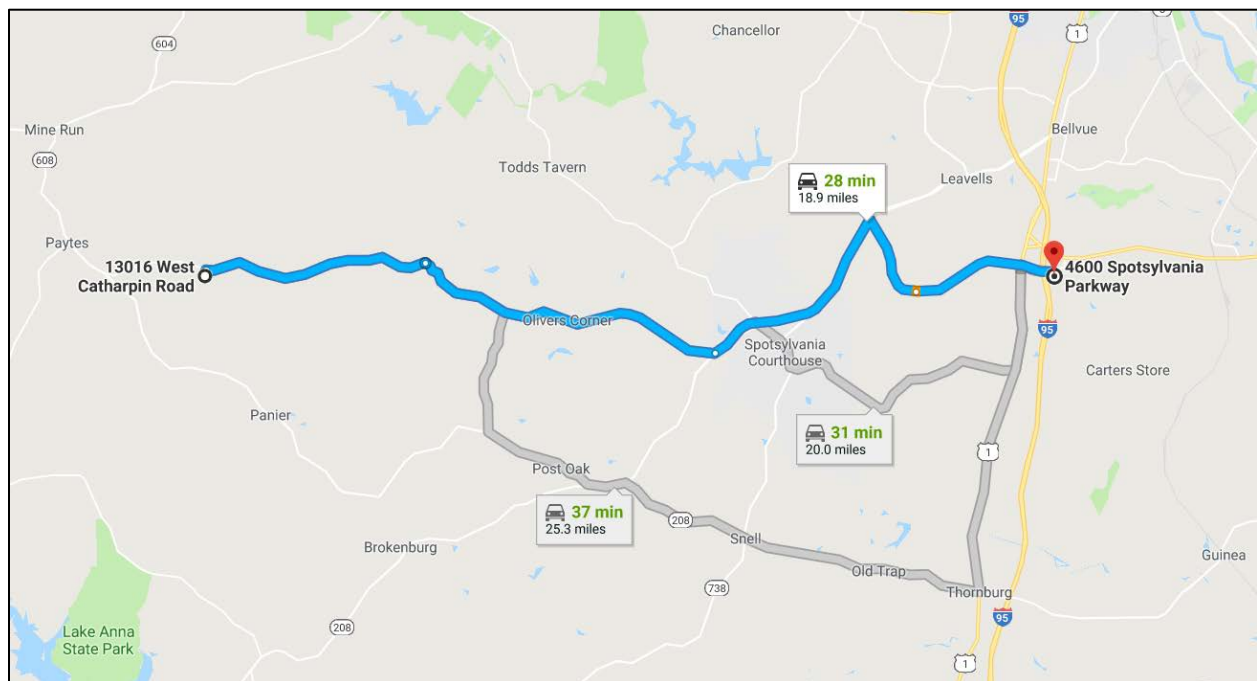 Chancellor
95
1
604
Mine Run
608
Bellvue
Todds Tavern
28 min
18.9 miles
Leavells
Paytes
13016 West
Catharpin Road
4600 Spotsylvania
Parkway
Olivers Corner
95
Spotsylvania
Courthouse
Carters Store
Panier
31 min
20.0 miles
1
Post Oak
37 min
25.3 miles
208
Snell
Brokenburg
Old Trap
Guinea
738
Thornburg
95
208
Lake Anna
State Park
1